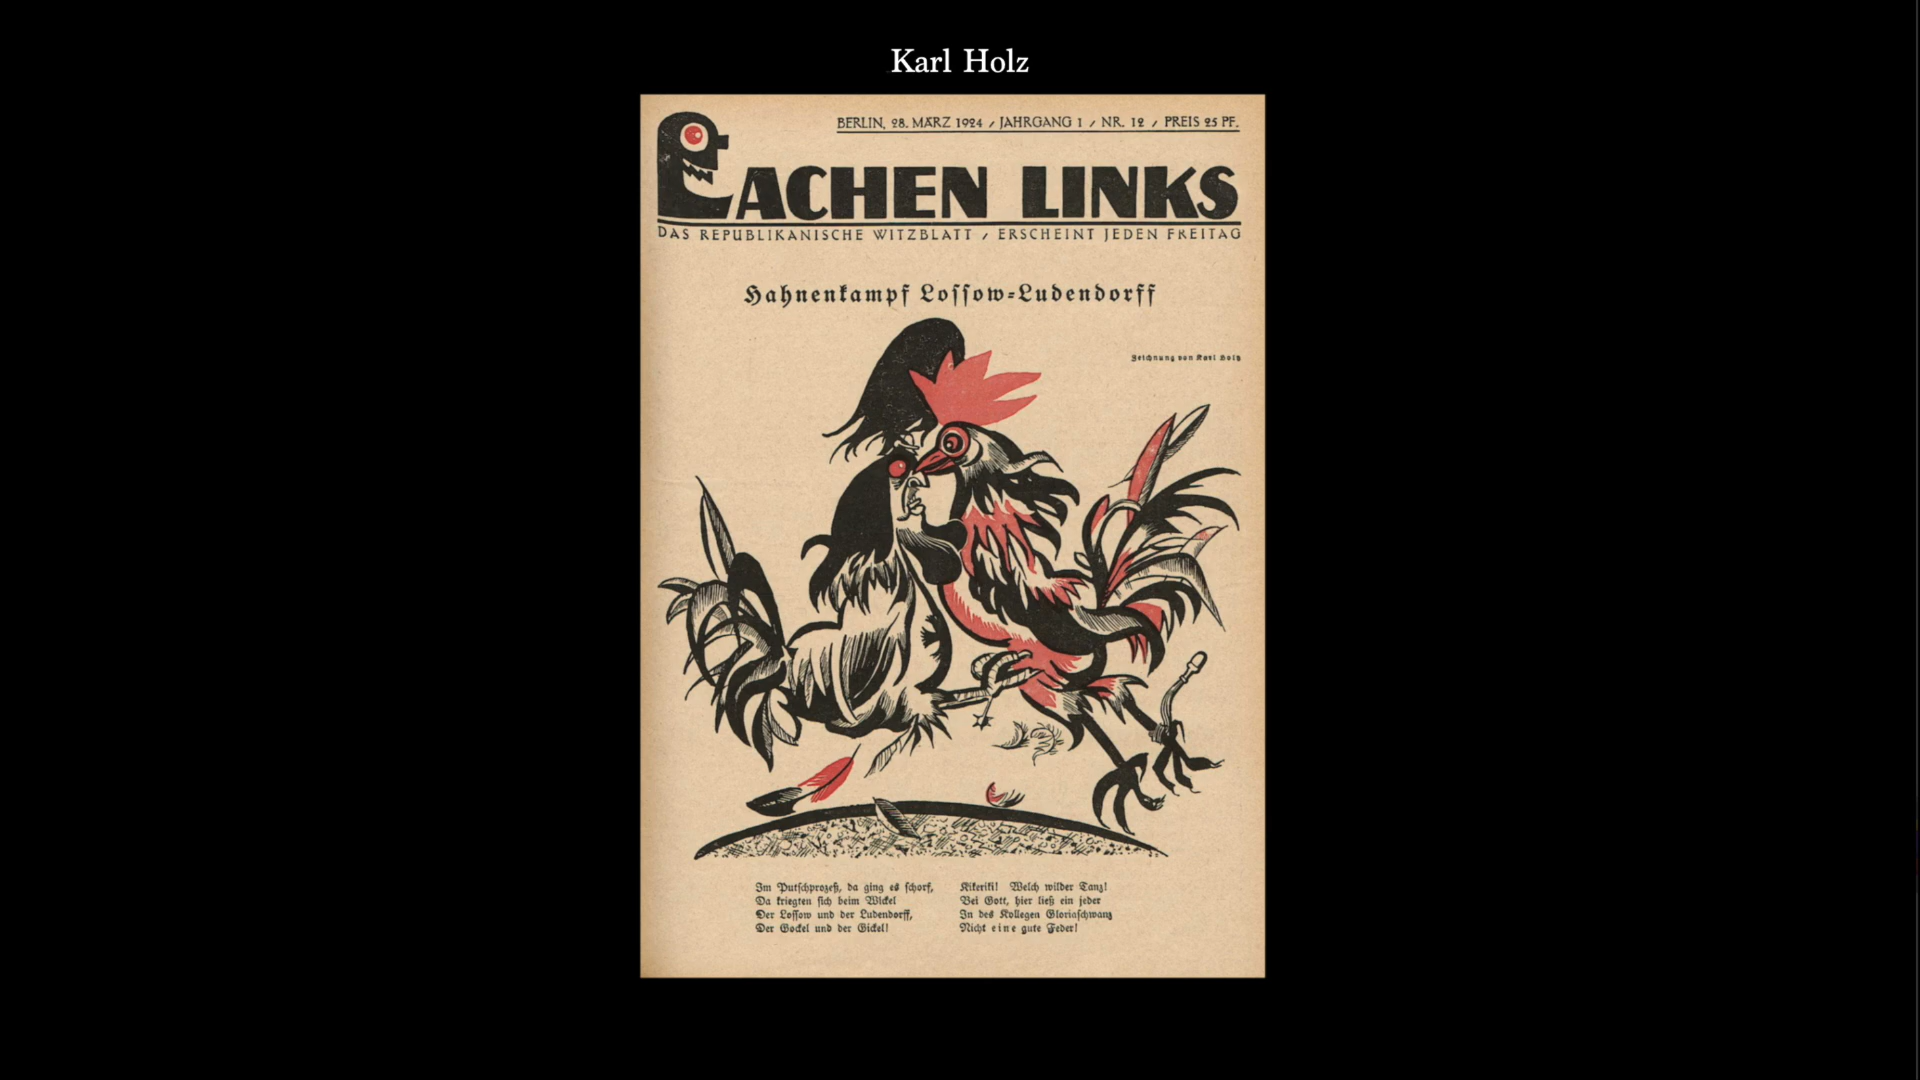 Karl Holz
BERLIN, 28. MÄRZ 1924 / JAHRGANG 1 / NR. 12 / PREIS 25 PF.
LACHEN LINKS
DAS REPUBLIKANISCHE WITZBLATT / ERSCHEINT JEDEN FREITAG
Hahnenkampf Lossow=Ludendorff
Zeichnung von Karl Holtz
Im Putschprozeß, da ging es schorf,
Da kriegten sich beim Wickel
Der Lossow und der Ludendorff,
Der Gockel und der Gickel!
Kikeriki! Welch wilder Tanz!
Bei Gott, hier ließ ein jeder
In des Kollegen Gloriaschwanz
Nicht eine gute Feder!